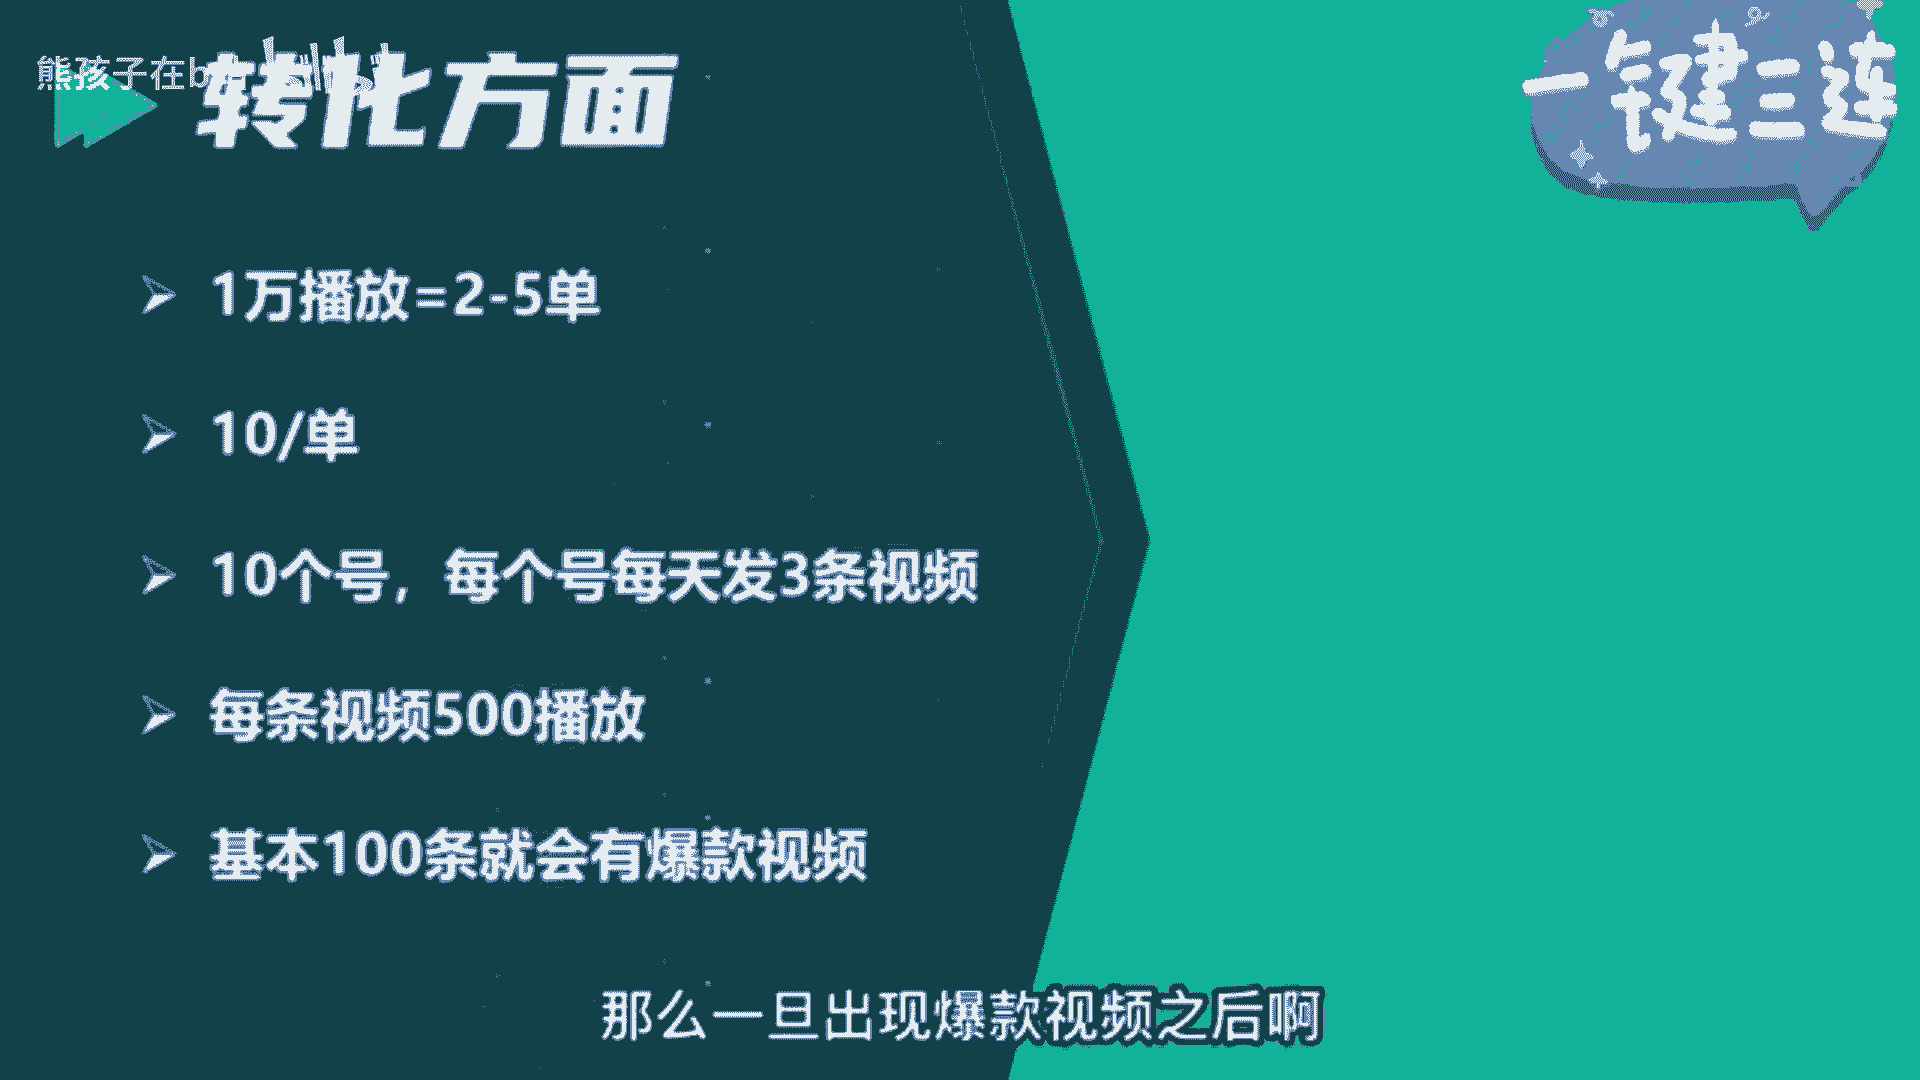 熊孩子在b
转化方面
一键三连
1万播放=2-5单
10/单
10个号，每个号每天发3条视频
每条视频500播放
基本100条就会有爆款视频
那么一旦出现爆款视频之后啊